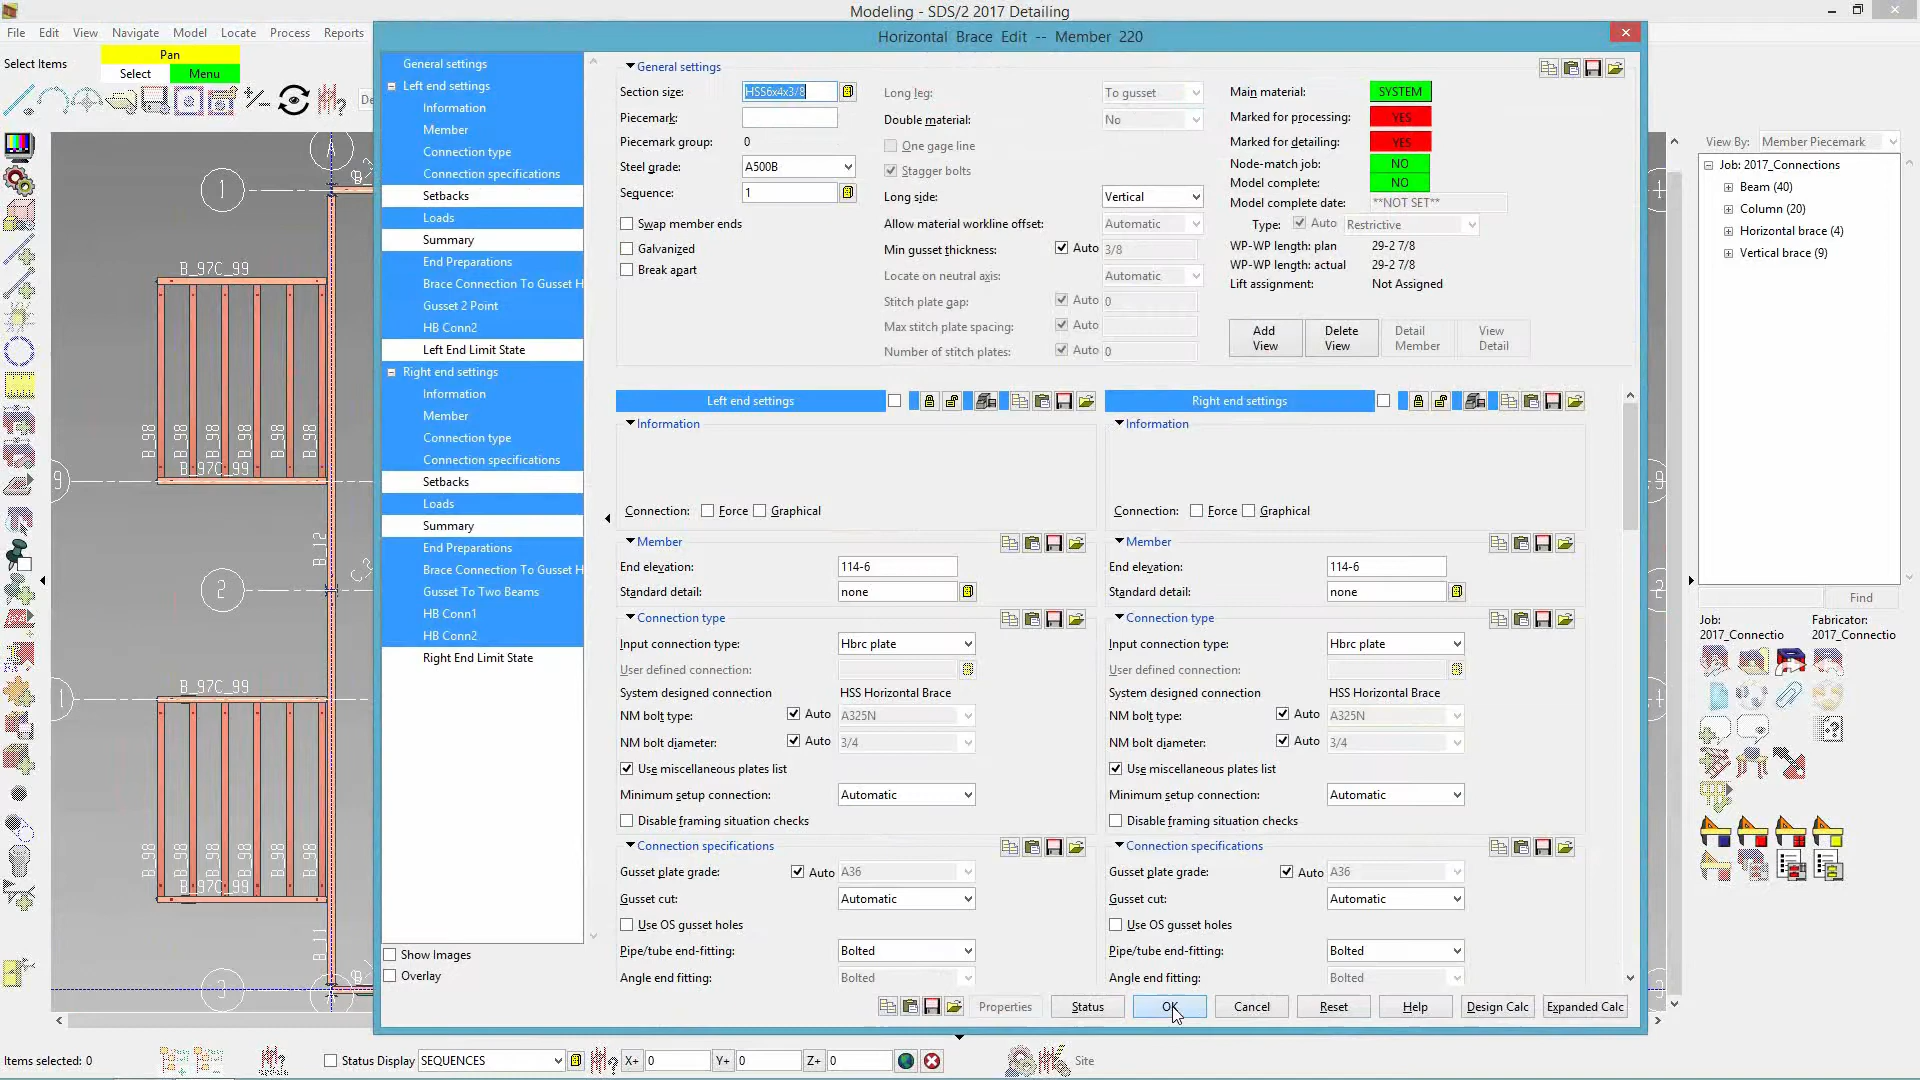 Modeling - SDS/2 2017 Detailing
File Edit View Navigate Model Locate Process Reports
Horizontal Brace Edit -- Member 220
Pan
Select Items
Select Menu
General settings
Left end settings
Information
Member
Connection type
Connection specifications
Setbacks
Loads
Summary
End Preparations
Brace Connection To Gusset H
Gusset 2 Point
HB Conn2
Left End Limit State
Right end settings
Information
Member
Connection type
Connection specifications
Setbacks
Loads
Summary
End Preparations
Brace Connection To Gusset H
Gusset To Two Beams
HB Conn1
HB Conn2
Right End Limit State
Show Images
Overlay
General settings
Section size: HSS6x4x3/8
Piecemark:
Piecemark group: 0
Steel grade: A500B
Sequence: 1
Swap member ends
Galvanized
Break apart
Long leg: To gusset
Double material: No
One gage line
Stagger bolts
Long side: Vertical
Allow material workline offset: Automatic
Min gusset thickness: Auto 3/8
Locate on neutral axis: Automatic
Stitch plate gap: Auto 0
Max stitch plate spacing: Auto
Number of stitch plates: Auto 0
Main material: SYSTEM
Marked for processing: YES
Marked for detailing: YES
Node-match job: NO
Model complete: NO
Model complete date: **NOT SET**
Type: Auto Restrictive
WP-WP length: plan 29-2 7/8
WP-WP length: actual 29-2 7/8
Lift assignment: Not Assigned
Add View
Delete View
Detail Member
View Detail
Left end settings
Information
Connection: Force Graphical
Member
End elevation: 114-6
Standard detail: none
Connection type
Input connection type: Hbrc plate
User defined connection:
System designed connection HSS Horizontal Brace
NM bolt type: Auto A325N
NM bolt diameter: Auto 3/4
Use miscellaneous plates list
Minimum setup connection: Automatic
Disable framing situation checks
Connection specifications
Gusset plate grade: Auto A36
Gusset cut: Automatic
Use OS gusset holes
Pipe/tube end-fitting: Bolted
Angle end fitting: Bolted
Right end settings
Information
Connection: Force Graphical
Member
End elevation: 114-6
Standard detail: none
Connection type
Input connection type: Hbrc plate
User defined connection:
System designed connection HSS Horizontal Brace
NM bolt type: Auto A325N
NM bolt diameter: Auto 3/4
Use miscellaneous plates list
Minimum setup connection: Automatic
Disable framing situation checks
Connection specifications
Gusset plate grade: Auto A36
Gusset cut: Automatic
Use OS gusset holes
Pipe/tube end-fitting: Bolted
Angle end fitting: Bolted
Properties Status OK Cancel Reset Help Design Calc Expanded Calc
View By: Member Piecemark
Job: 2017_Connections
Beam (40)
Column (20)
Horizontal brace (4)
Vertical brace (9)
Find
Job: Fabricator:
2017_Connectio 2017_Connectio
A
1
B_97C_99
B_98 B_98 B_98 B_98 B_98 B_98
B_97C_99
B_12
2
B_97C_99
B_98 B_98 B_98 B_98 B_98 B_98
B_97C_99
B_11
3
Items selected: 0 Status Display SEQUENCES X+ 0 Y+ 0 Z+ 0 Site